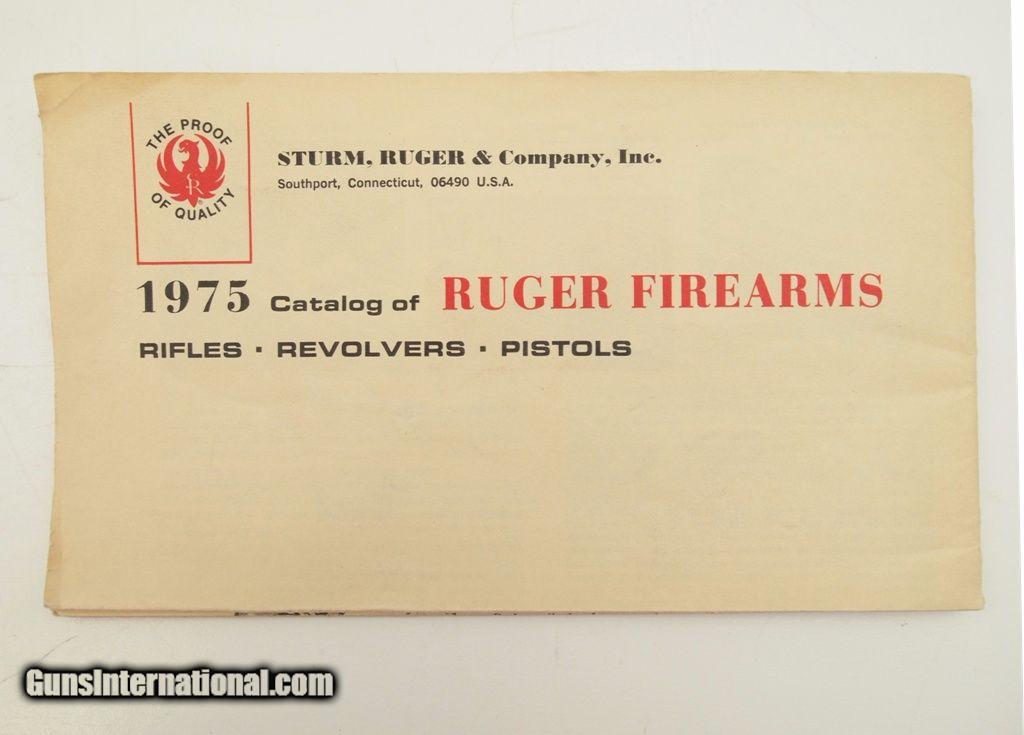 THE PROOF
SR
®
OF QUALITY
STURM, RUGER & Company, Inc.
Southport, Connecticut, 06490 U.S.A.
1975 Catalog of RUGER FIREARMS
RIFLES · REVOLVERS · PISTOLS
GunsInternational.com